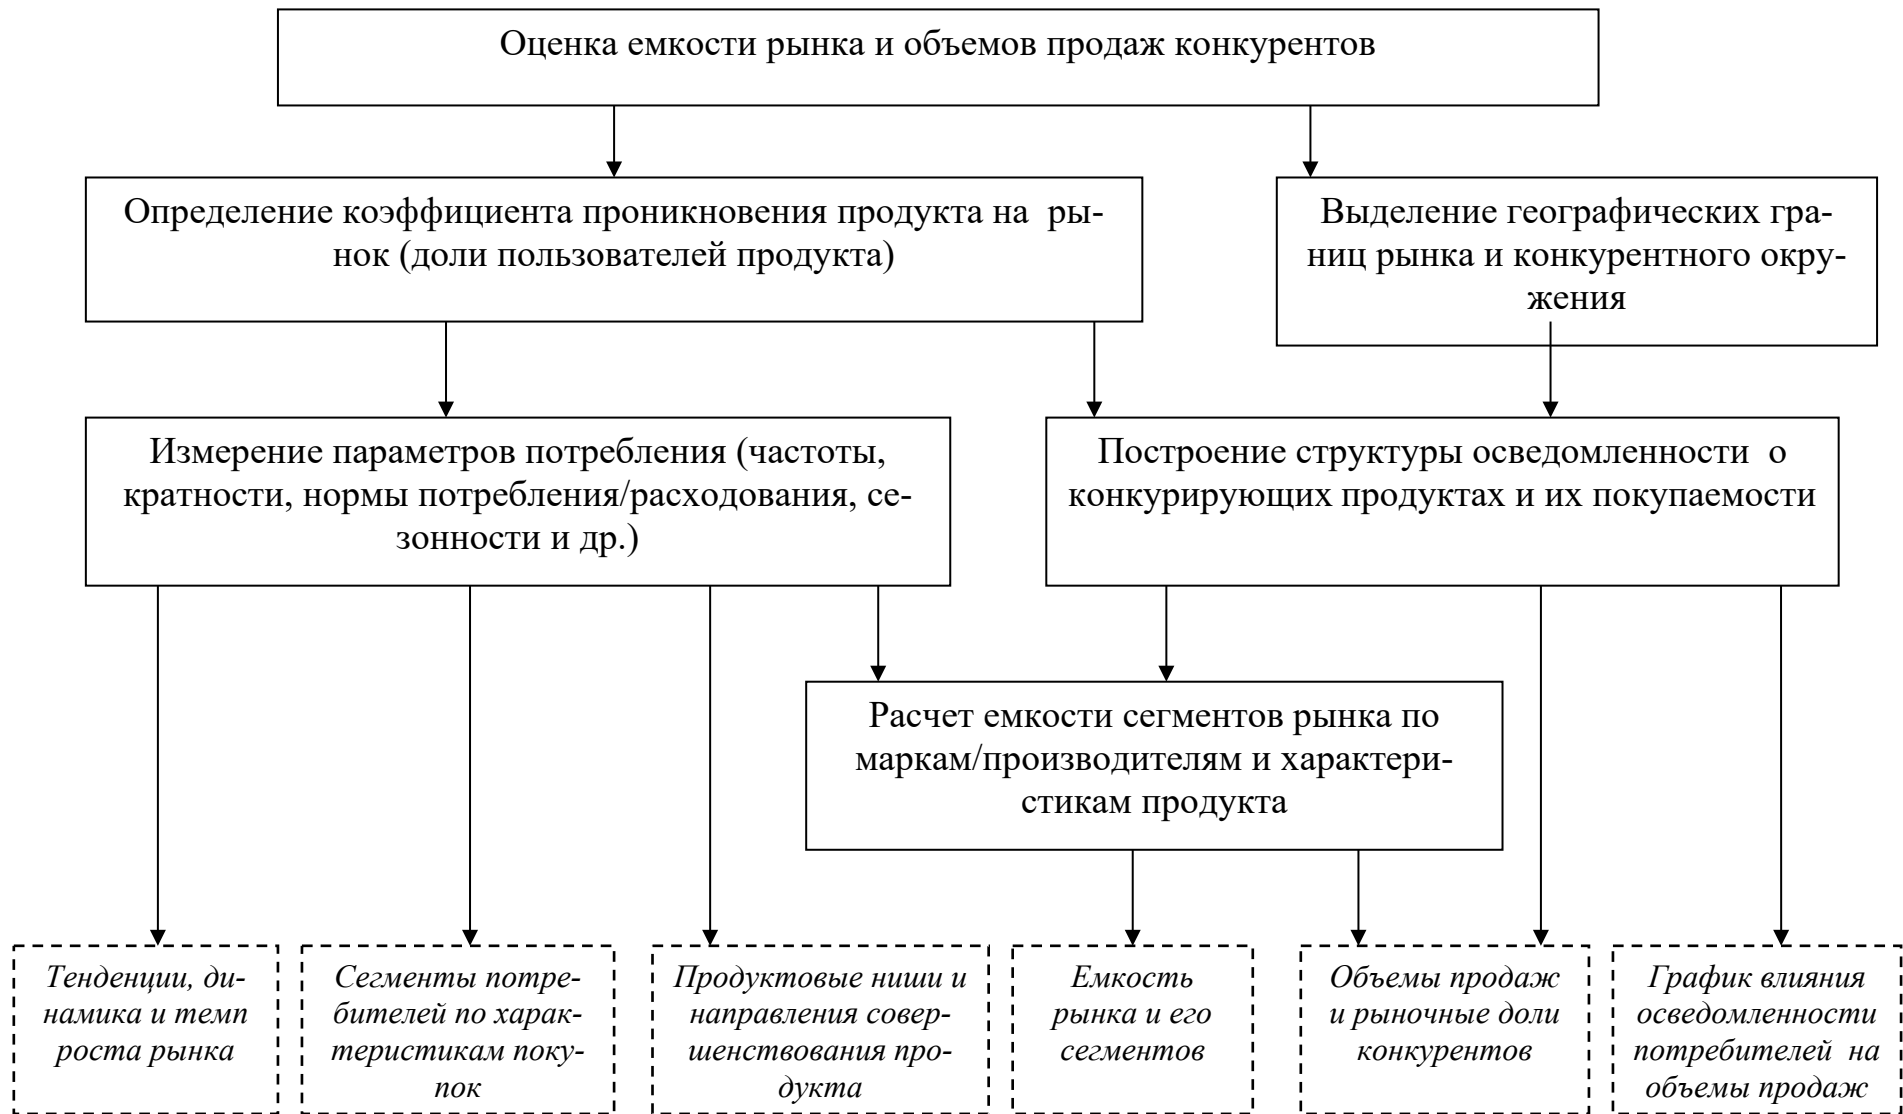 Оценка емкости рынка и объемов продаж конкурентов
Определение коэффициента проникновения продукта на  ры-
нок (доли пользователей продукта)
Выделение географических гра-
ниц рынка и конкурентного окру-
жения
Измерение параметров потребления (частоты,
кратности, нормы потребления/расходования, се-
зонности и др.)
Построение структуры осведомленности  о
конкурирующих продуктах и их покупаемости
Расчет емкости сегментов рынка по
маркам/производителям и характери-
стикам продукта
Тенденции, ди-
намика и темп
роста рынка
Сегменты потре-
бителей по харак-
теристикам поку-
пок
Продуктовые ниши и
направления совер-
шенствования про-
дукта
Емкость
рынка и его
сегментов
Объемы продаж
и рыночные доли
конкурентов
График влияния
осведомленности
потребителей  на
объемы продаж